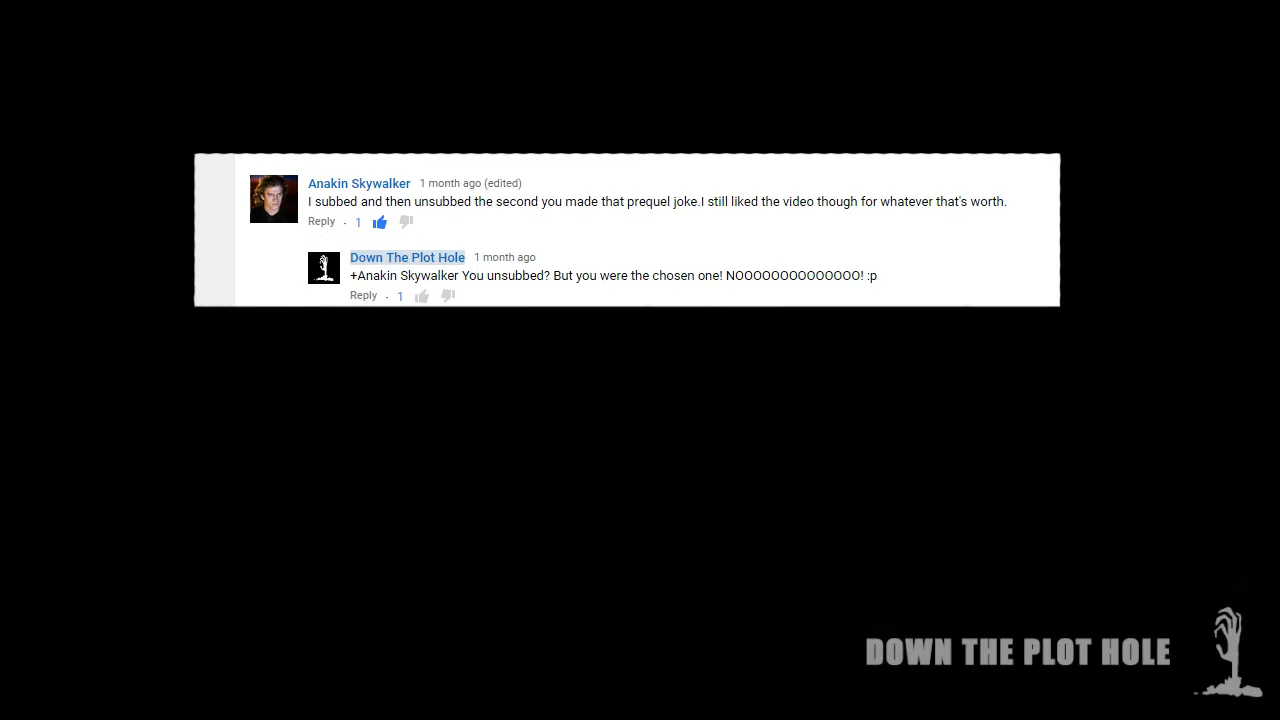 Anakin Skywalker 1 month ago (edited)
I subbed and then unsubbed the second you made that prequel joke.I still liked the video though for whatever that's worth.
Reply · 1
Down The Plot Hole 1 month ago
+Anakin Skywalker You unsubbed? But you were the chosen one! NOOOOOOOOOOOOOO! :p
Reply · 1
DOWN THE PLOT HOLE